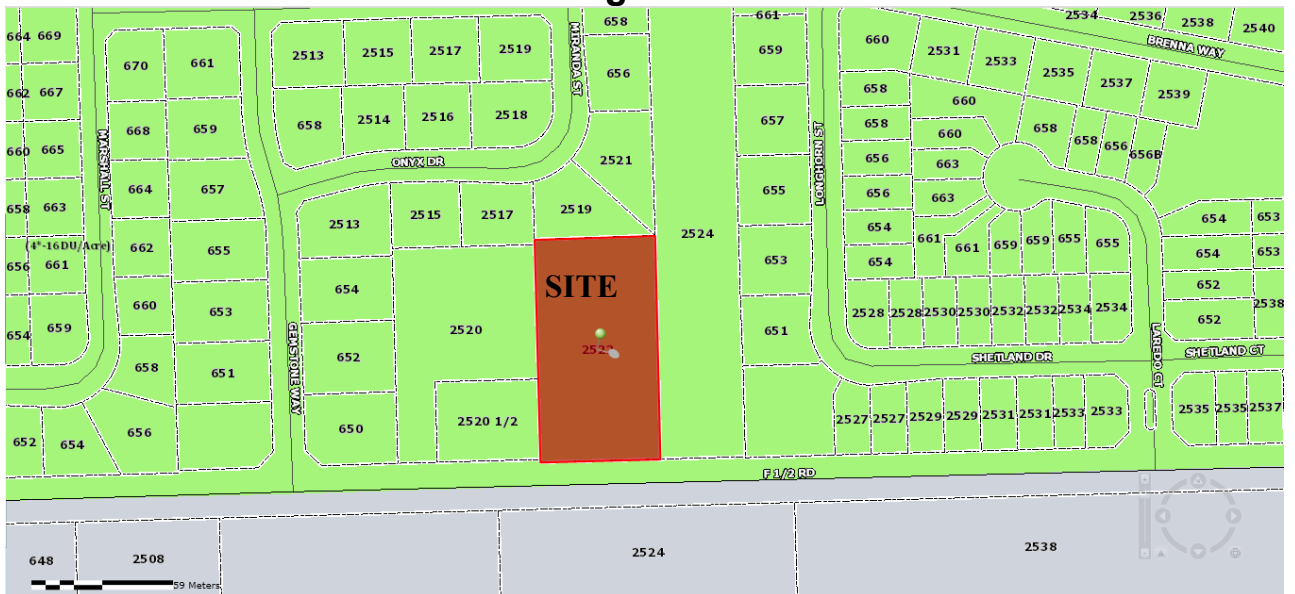 664 669 670 661 2513 2515 2517 2519 MIRANDA ST 658 661 2534 2536 2538 2540
656 659 660 2531 2533 2535 2537 2539 BRENNA WAY
662 667 668 659 658 2514 2516 2518 657 658 658 660 660 658 658 656 656B
MARSHALL ST 660 665 ONYX DR 2521 LONGHORN ST 656 663
664 657 655 656 663
658 663 2513 2515 2517 2519 2524 654 661 661 659 659 655 655 654 653
(4*-16DU/Acre)
656 661 662 655 653 654 654 653
654 SITE 652
654 659 660 653 2520 651 2528 2528 2530 2530 2532 2532 2534 2534 652 2538
GEMSTONE WAY 652 LAREDO CT
658 651 SHETLAND DR SHETLAND CT
652 654 656 650 2520 1/2 2527 2527 2529 2529 2531 2531 2533 2533 2535 2535 2537
F 1/2 RD
648 2508 2524 2538
59 Meters